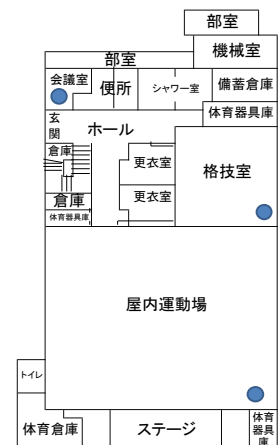 部室
機械室
部室
会議室
便所
シャワー室
備蓄倉庫
体育器具庫
玄関
ホール
倉庫
更衣室
格技室
更衣室
倉庫
体育器具庫
屋内運動場
トイレ
体育倉庫
ステージ
体育
器具
庫